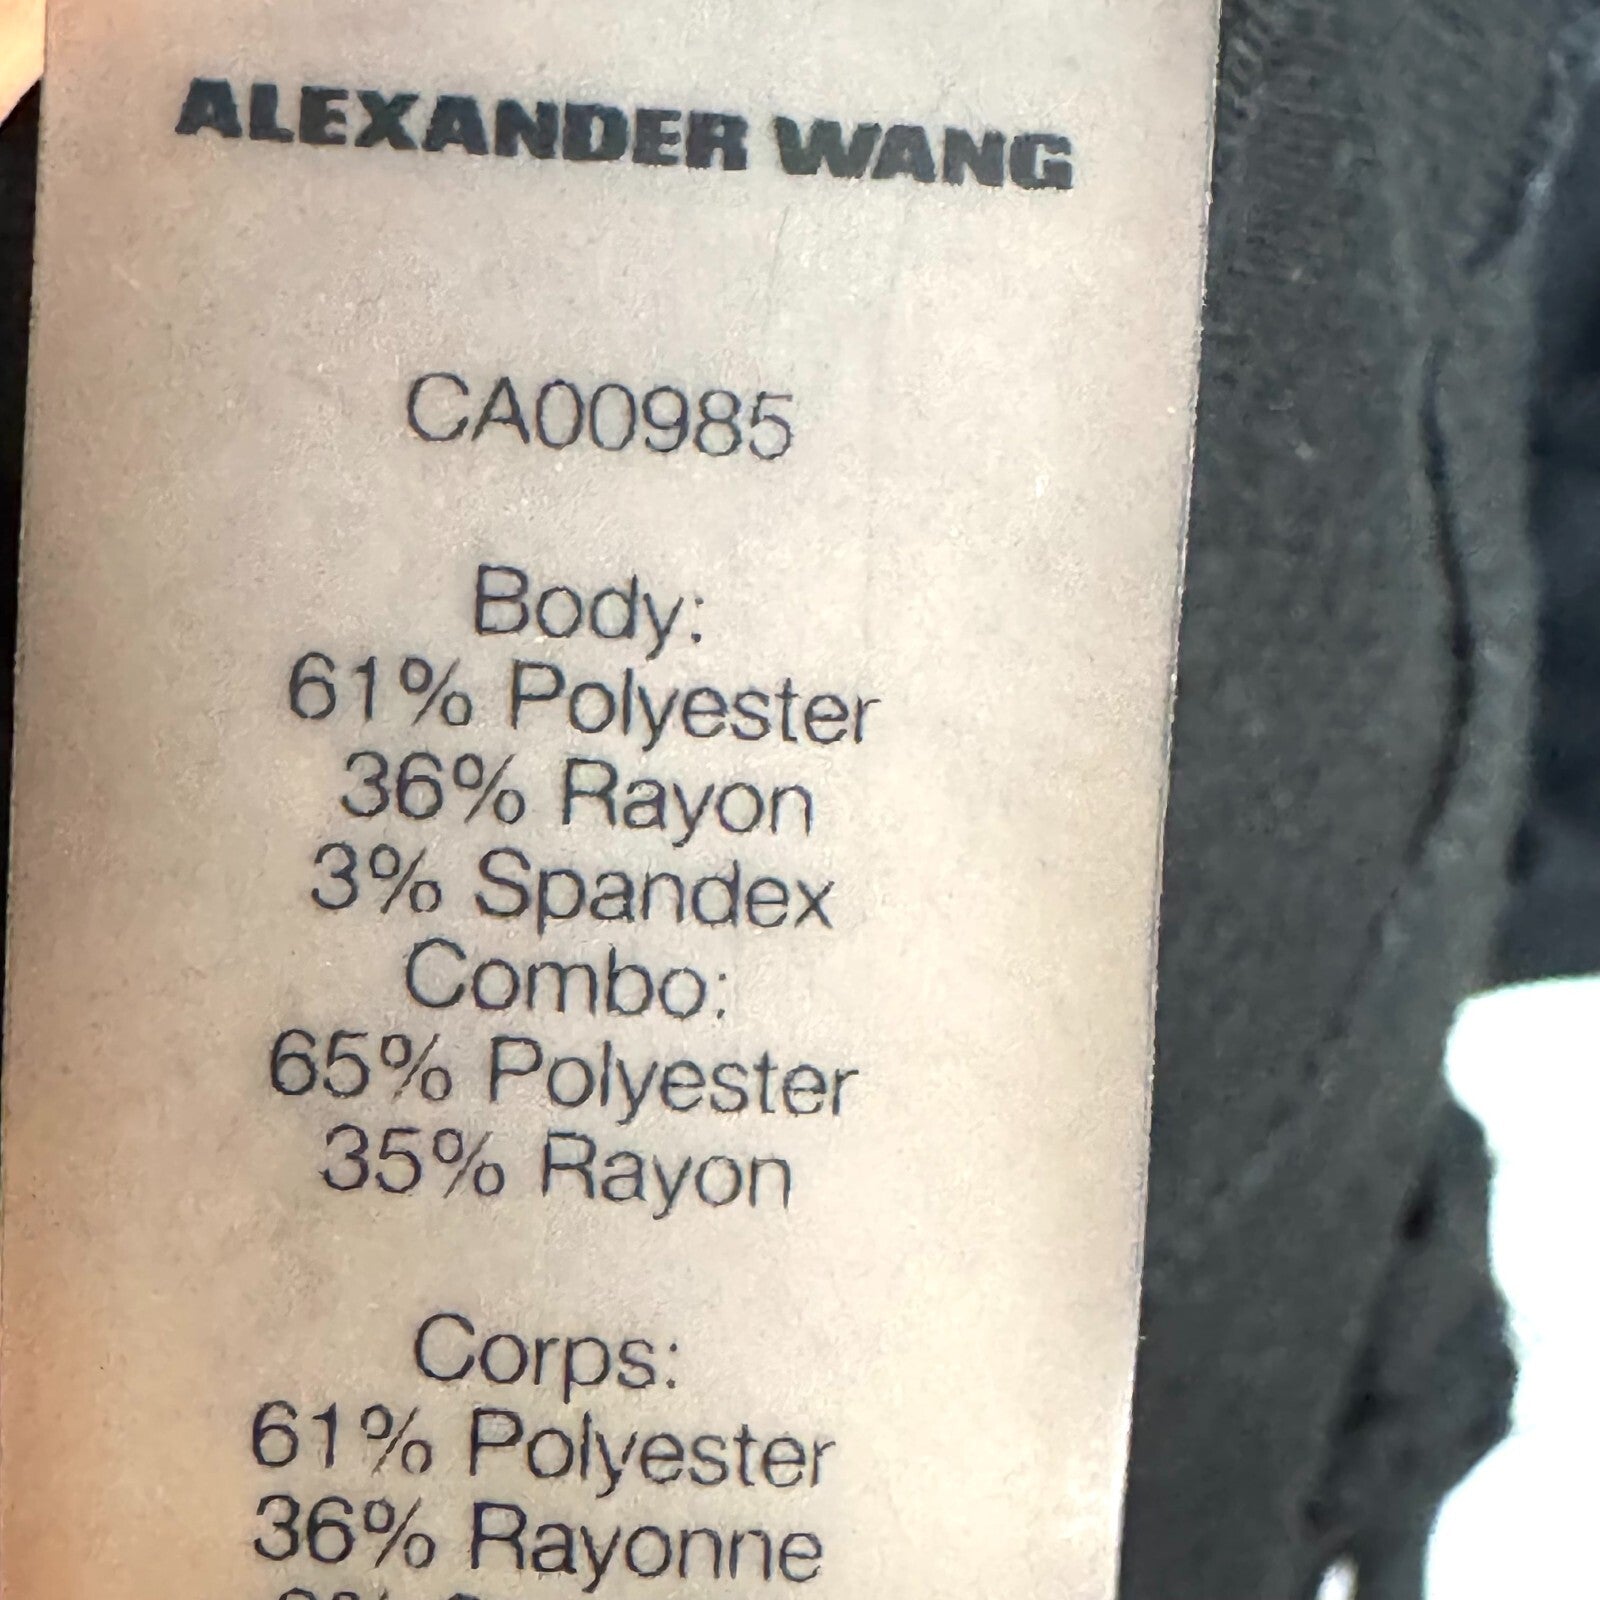 ALEXANDER WANG
CA00985
Body:
61% Polyester
36% Rayon
3% Spandex
Combo:
65% Polyester
35% Rayon
Corps:
61% Polyester
36% Rayonne